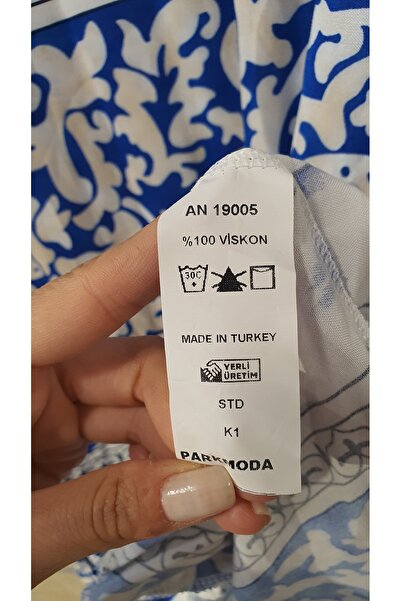 AN 19005
%100 VİSKON
30C
MADE IN TURKEY
YERLİ
ÜRETİM
STD
K1
PARKMODA